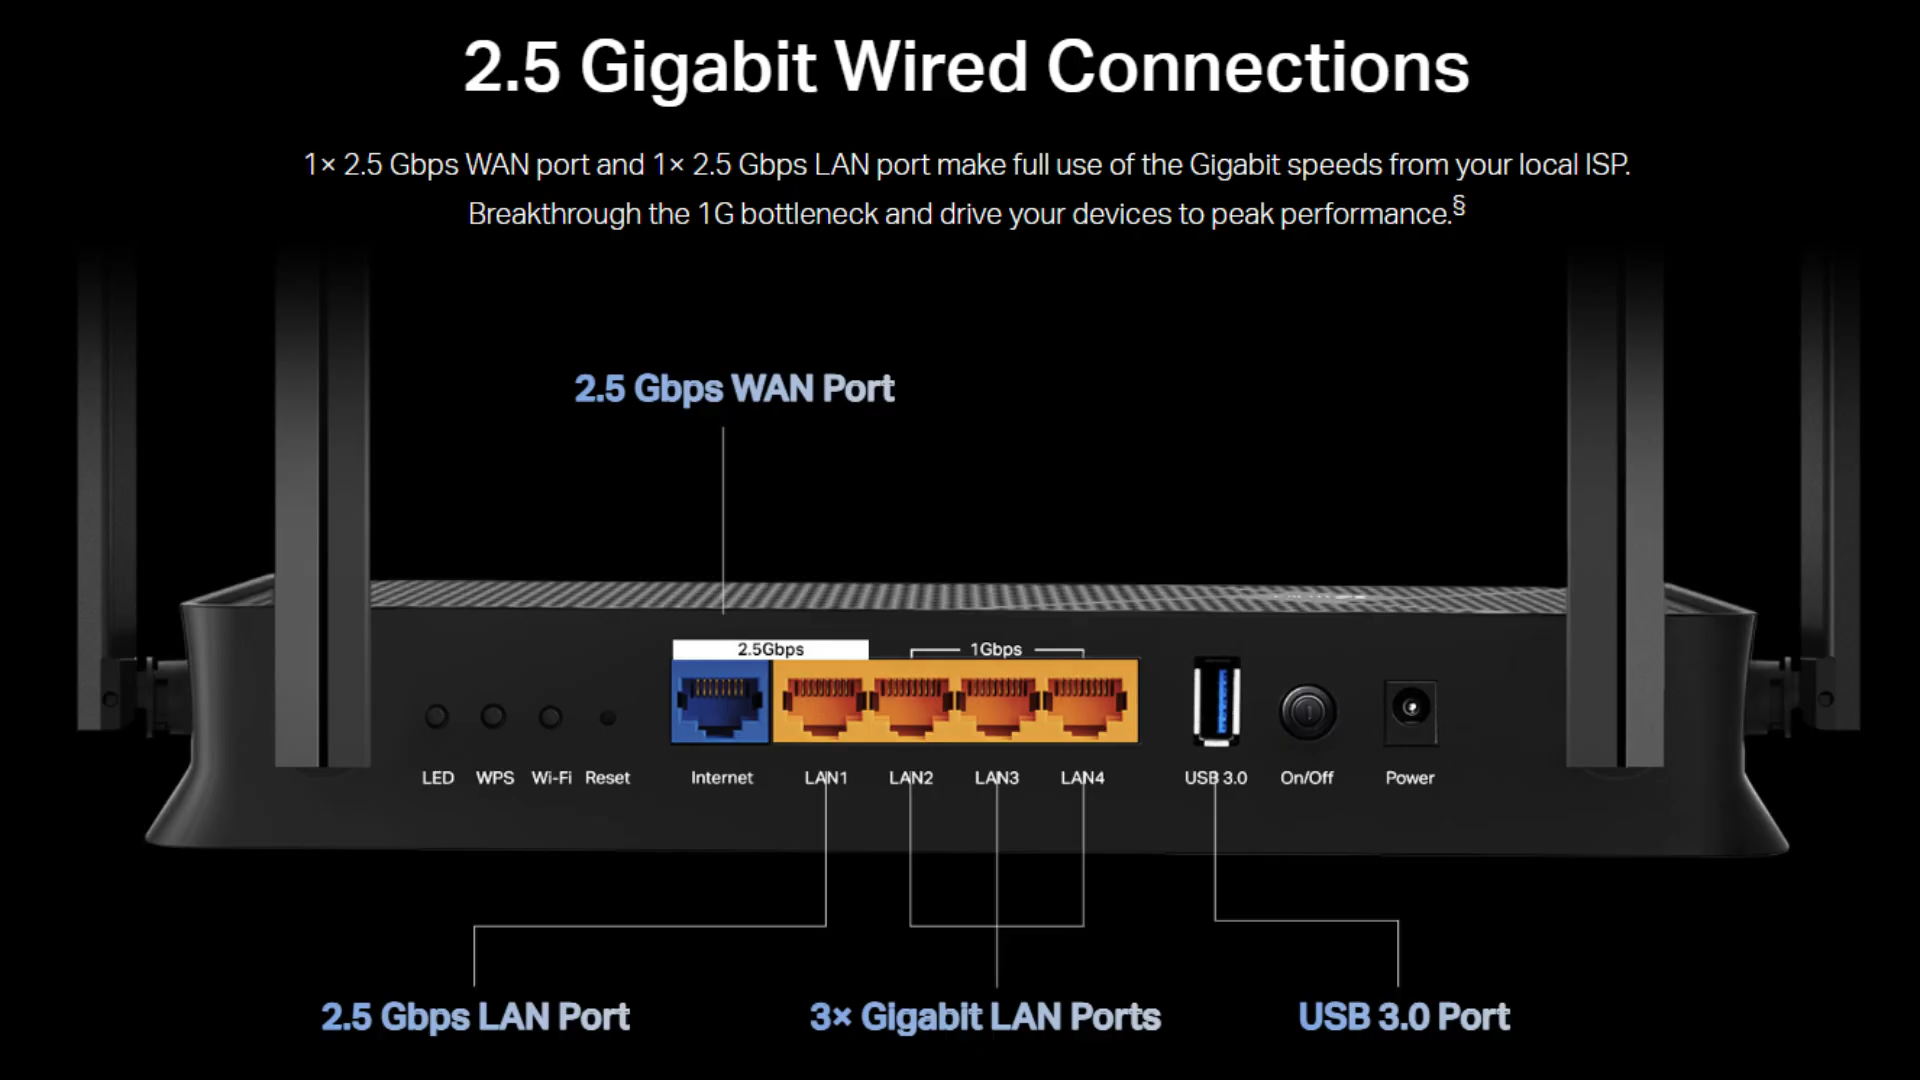 2.5 Gigabit Wired Connections
1× 2.5 Gbps WAN port and 1× 2.5 Gbps LAN port make full use of the Gigabit speeds from your local ISP.
Breakthrough the 1G bottleneck and drive your devices to peak performance.§
2.5 Gbps WAN Port
2.5Gbps
1Gbps
LED WPS Wi-Fi Reset Internet LAN1 LAN2 LAN3 LAN4 USB 3.0 On/Off Power
2.5 Gbps LAN Port
3× Gigabit LAN Ports
USB 3.0 Port